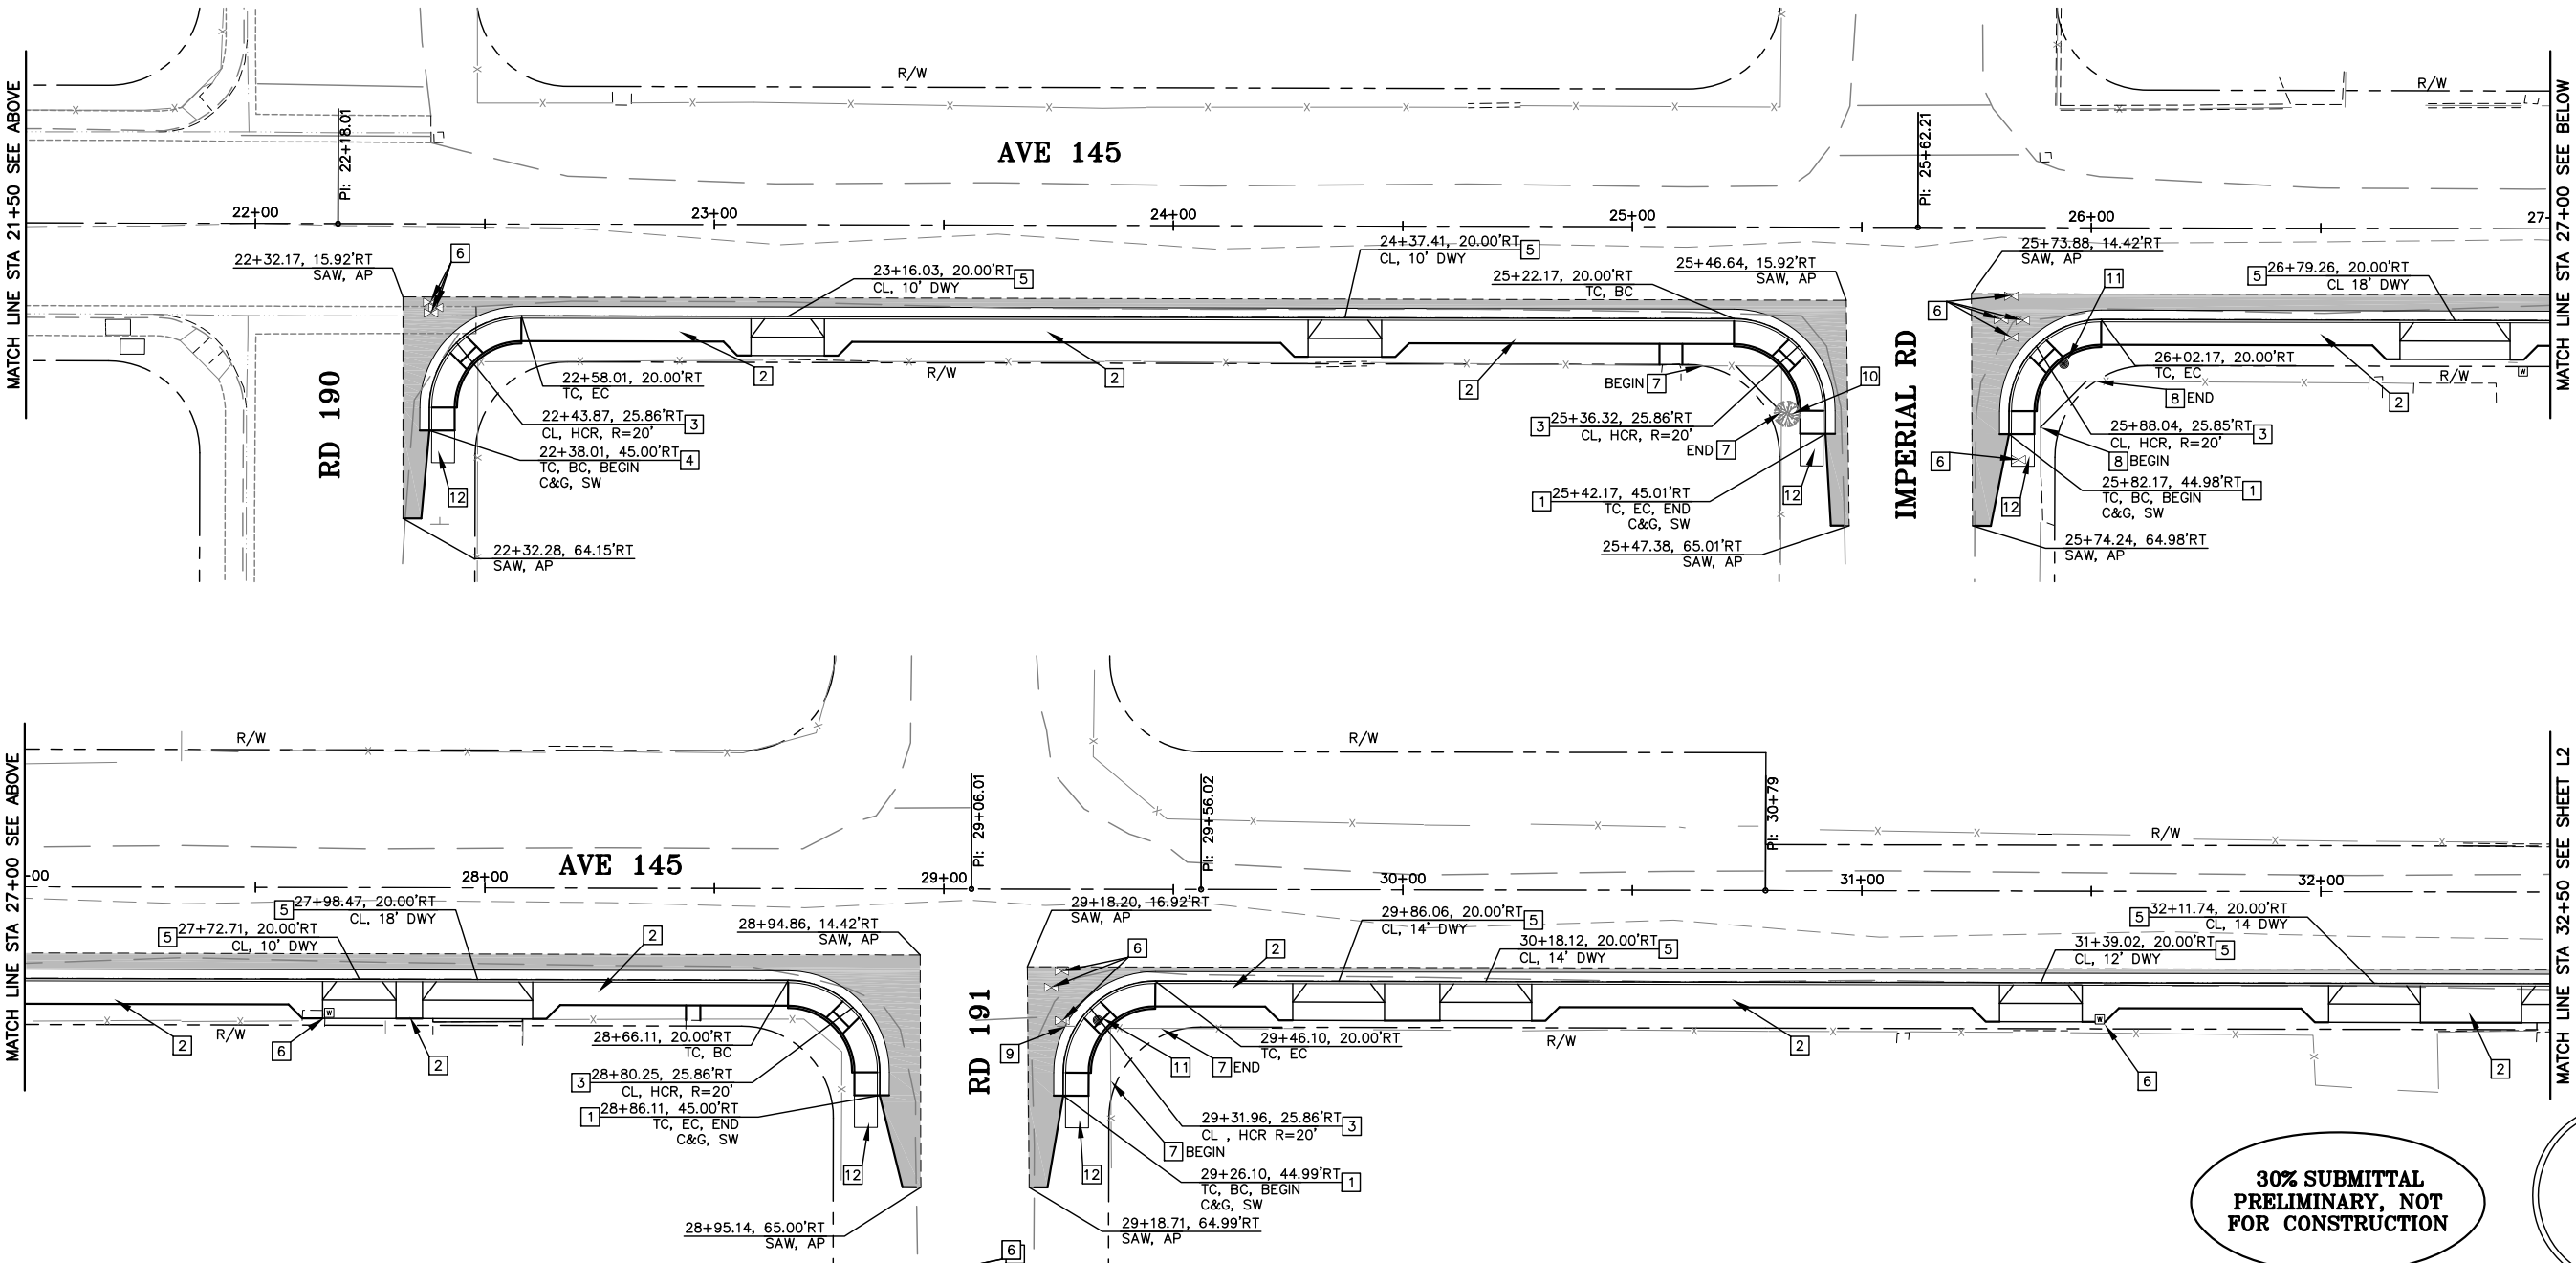 MATCH LINE STA 21+50 SEE ABOVE
R/W
R/W
PI: 22+18.01
AVE 145
PI: 25+62.21
MATCH LINE STA 27+00 SEE BELOW
22+00
23+00
24+00
25+00
26+00
27-
22+32.17, 15.92'RT
SAW, AP
6
23+16.03, 20.00'RT 5
CL, 10' DWY
24+37.41, 20.00'RT 5
CL, 10' DWY
25+22.17, 20.00'RT
TC, BC
25+46.64, 15.92'RT
SAW, AP
25+73.88, 14.42'RT
SAW, AP
11
5 26+79.26, 20.00'RT
CL 18' DWY
6
RD 190
22+58.01, 20.00'RT
TC, EC
2
R/W
2
2
BEGIN 7
10
IMPERIAL RD
26+02.17, 20.00'RT
TC, EC
R/W
W
8 END
2
22+43.87, 25.86'RT 3
CL, HCR, R=20'
3 25+36.32, 25.86'RT
CL, HCR, R=20'
END 7
25+88.04, 25.85'RT 3
CL, HCR, R=20'
22+38.01, 45.00'RT 4
TC, BC, BEGIN
C&G, SW
12
6
8 BEGIN
1 25+42.17, 45.01'RT
TC, EC, END
C&G, SW
12
12
25+82.17, 44.98'RT 1
TC, BC, BEGIN
C&G, SW
22+32.28, 64.15'RT
SAW, AP
25+47.38, 65.01'RT
SAW, AP
25+74.24, 64.98'RT
SAW, AP
MATCH LINE STA 27+00 SEE ABOVE
R/W
R/W
PI: 29+06.01
PI: 29+56.02
PI: 30+79
R/W
MATCH LINE STA 32+50 SEE SHEET L2
AVE 145
-00
28+00
29+00
30+00
31+00
32+00
5 27+98.47, 20.00'RT
CL, 18' DWY
5 27+72.71, 20.00'RT
CL, 10' DWY
2
28+94.86, 14.42'RT
SAW, AP
29+18.20, 16.92'RT
SAW, AP
6
2
29+86.06, 20.00'RT 5
CL, 14' DWY
30+18.12, 20.00'RT 5
CL, 14' DWY
31+39.02, 20.00'RT 5
CL, 12' DWY
5 32+11.74, 20.00'RT
CL, 14 DWY
W
W
2
R/W
6
2
28+66.11, 20.00'RT
TC, BC
RD 191
9
11
7 END
29+46.10, 20.00'RT
TC, EC
R/W
2
6
2
3 28+80.25, 25.86'RT
CL, HCR, R=20'
1 28+86.11, 45.00'RT
TC, EC, END
C&G, SW
12
12
29+31.96, 25.86'RT 3
CL , HCR R=20'
7 BEGIN
29+26.10, 44.99'RT 1
TC, BC, BEGIN
C&G, SW
28+95.14, 65.00'RT
SAW, AP
29+18.71, 64.99'RT
SAW, AP
6
30% SUBMITTAL
PRELIMINARY, NOT
FOR CONSTRUCTION